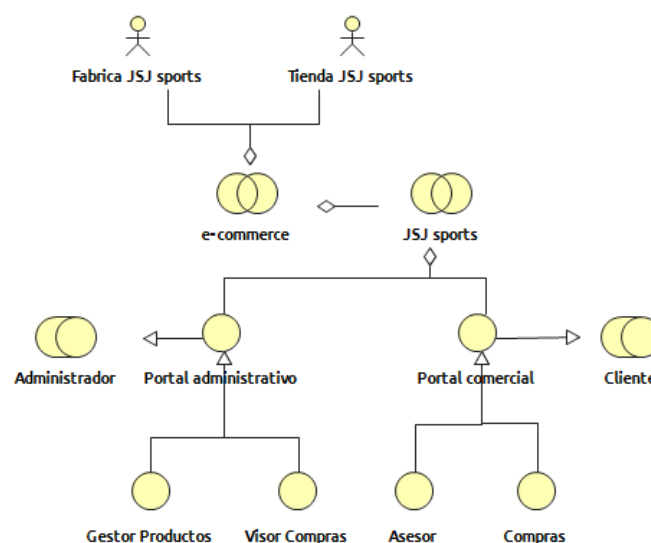 Fabrica JSJ sports
Tienda JSJ sports
e-commerce
JSJ sports
Administrador
Portal administrativo
Portal comercial
Cliente
Gestor Productos
Visor Compras
Asesor
Compras